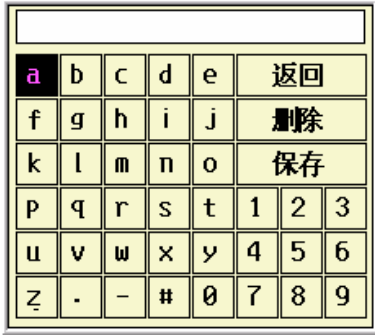 a b c d e 返回
f g h i j 删除
k l m n o 保存
p q r s t 1 2 3
u v w x y 4 5 6
z . - # 0 7 8 9